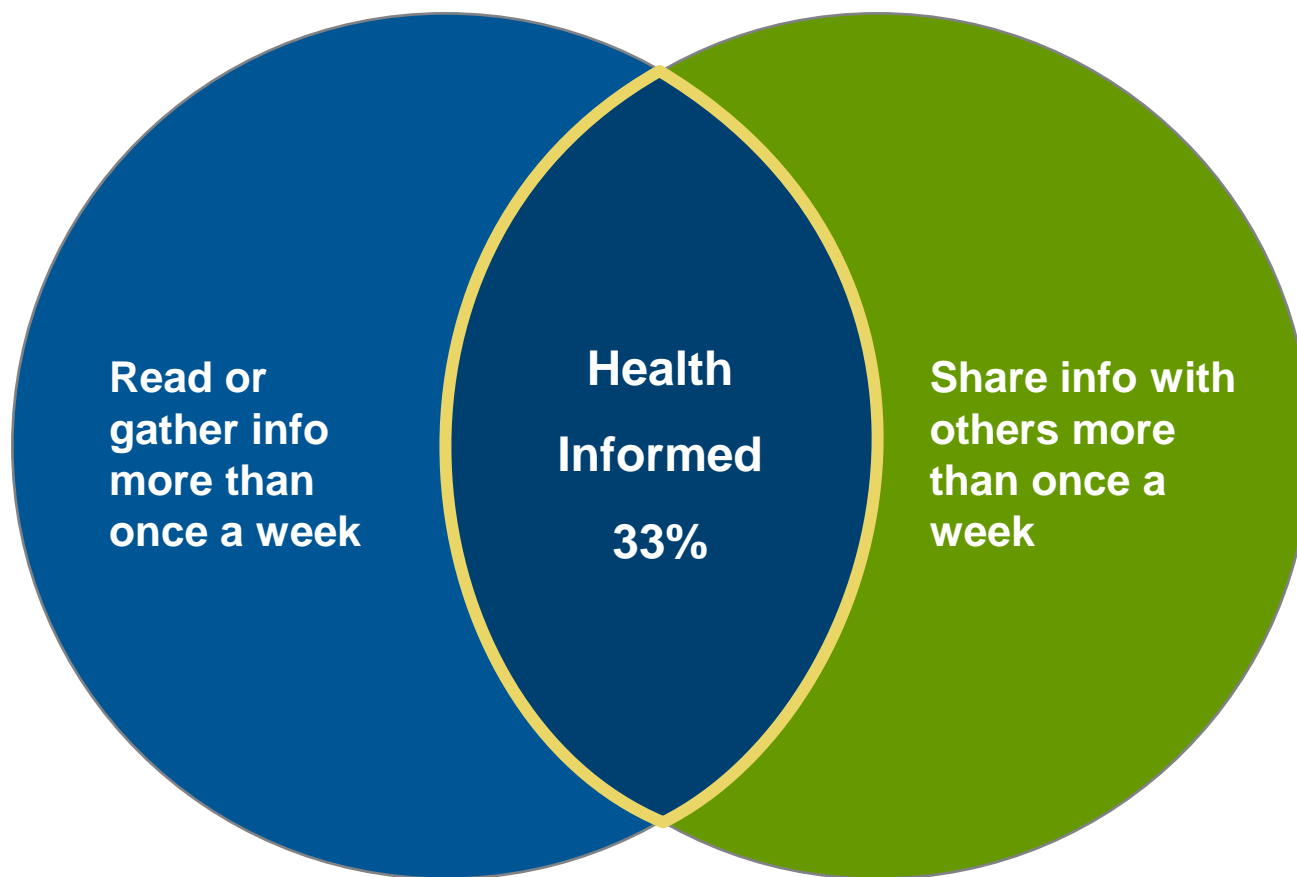 Read or
gather info
more than
once a week
Health
Informed
33%
Share info with
others more
than once a
week